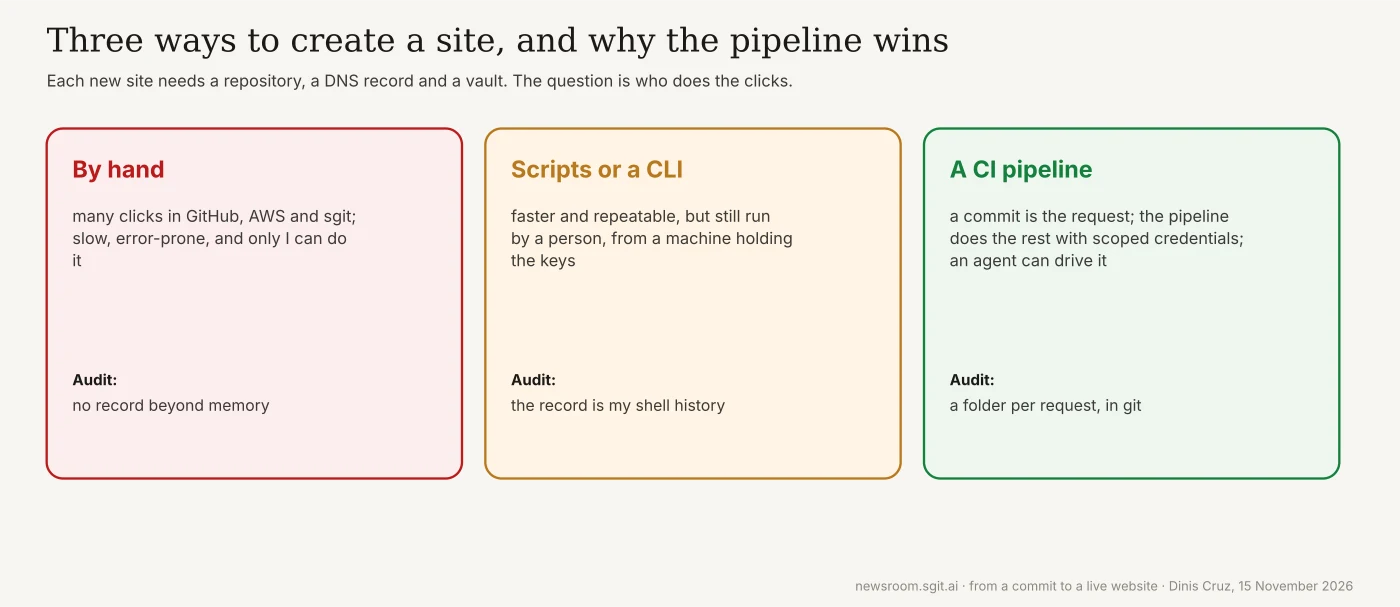 Three ways to create a site, and why the pipeline wins
Each new site needs a repository, a DNS record and a vault. The question is who does the clicks.
By hand
many clicks in GitHub, AWS and sgit;
slow, error-prone, and only I can do
it
Audit:
no record beyond memory
Scripts or a CLI
faster and repeatable, but still run
by a person, from a machine holding
the keys
Audit:
the record is my shell history
A CI pipeline
a commit is the request; the pipeline
does the rest with scoped credentials;
an agent can drive it
Audit:
a folder per request, in git
newsroom.sgit.ai · from a commit to a live website · Dinis Cruz, 15 November 2026